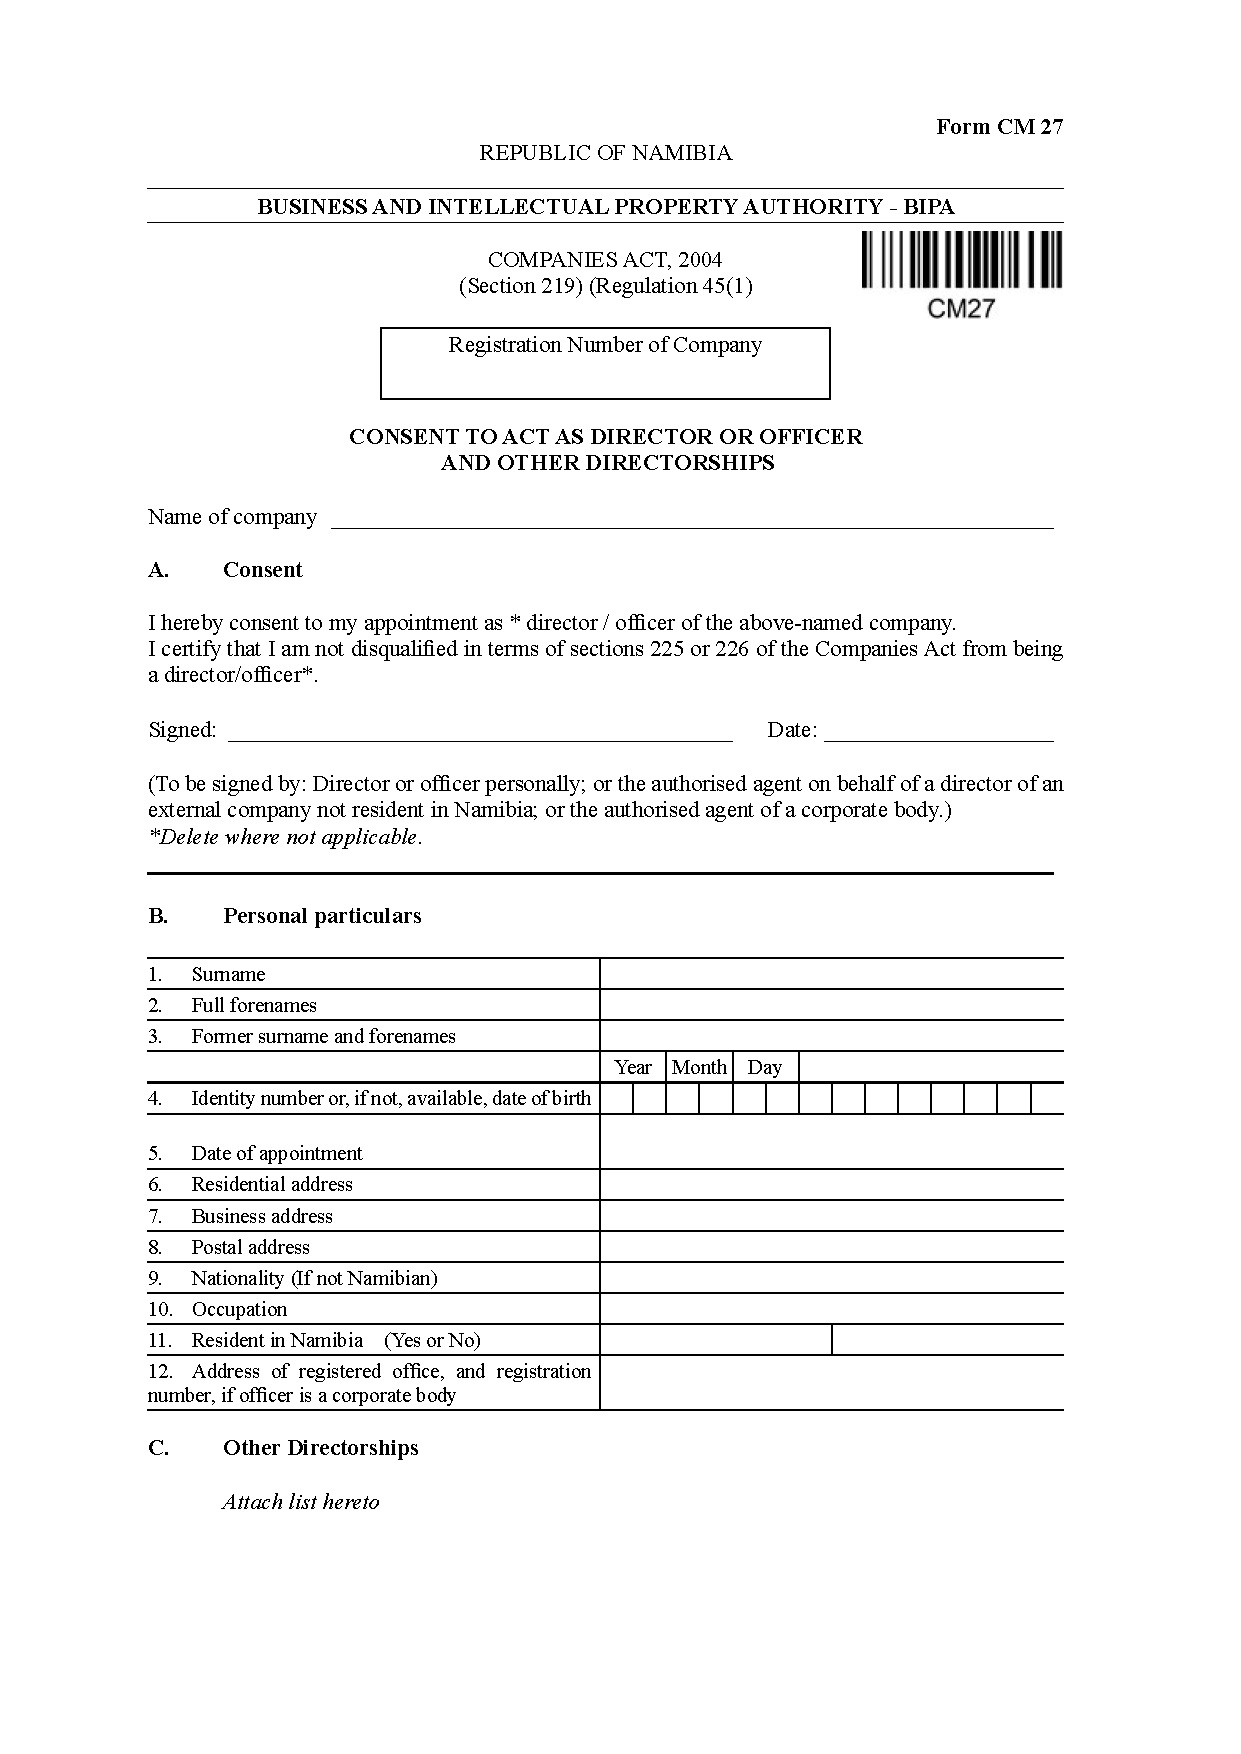 Form CM 27
REPUBLIC OF NAMIBIA
BUSINESS AND INTELLECTUAL PROPERTY AUTHORITY - BIPA
COMPANIES ACT, 2004
(Section 219) (Regulation 45(1)
CM27
Registration Number of Company
CONSENT TO ACT AS DIRECTOR OR OFFICER
AND OTHER DIRECTORSHIPS
Name of company
A. Consent
I hereby consent to my appointment as * director / officer of the above-named company.
I certify that I am not disqualified in terms of sections 225 or 226 of the Companies Act from being
a director/officer*.
Signed: Date:
(To be signed by: Director or officer personally; or the authorised agent on behalf of a director of an
external company not resident in Namibia; or the authorised agent of a corporate body.)
*Delete where not applicable.
B. Personal particulars
1. Surname
2. Full forenames
3. Former surname and forenames
Year Month Day
4. Identity number or, if not, available, date of birth
5. Date of appointment
6. Residential address
7. Business address
8. Postal address
9. Nationality (If not Namibian)
10. Occupation
11. Resident in Namibia (Yes or No)
12. Address of registered office, and registration
number, if officer is a corporate body
C. Other Directorships
Attach list hereto